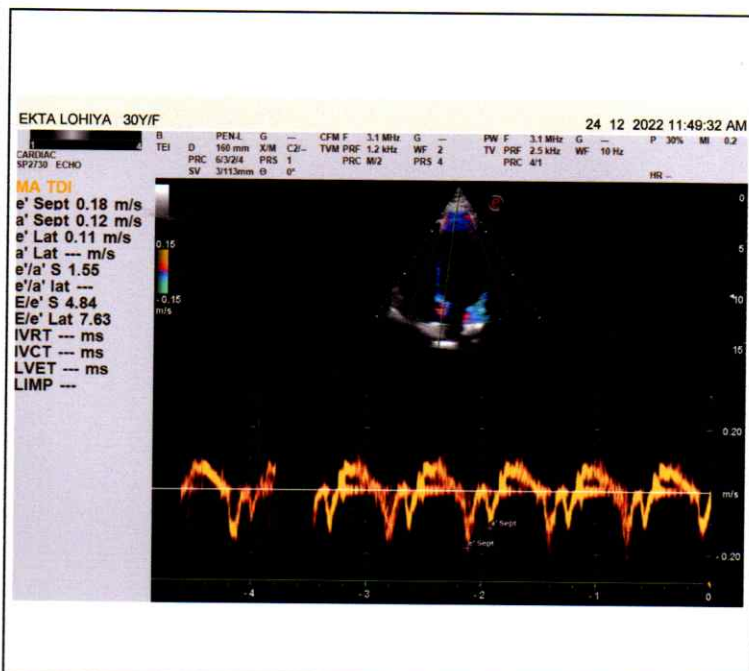 EKTA LOHIYA 30Y/F
24 12 2022 11:49:32 AM
1 4
CARDIAC
SP2730 ECHO
B PEN-L G --- CFM F 3.1 MHz G --- PW F 3.1 MHz G --- P 30% MI 0.2
TEI D 160 mm X/M C2/-- TVM PRF 1.2 kHz WF 2 TV PRF 2.5 kHz WF 10 Hz
PRC 6/3/2/4 PRS 1 PRC M/2 PRS 4 PRC 4/1
SV 3/113mm Θ 0° HR --
MA TDI
e' Sept 0.18 m/s
a' Sept 0.12 m/s
e' Lat 0.11 m/s
a' Lat --- m/s
e'/a' S 1.55
e'/a' lat ---
E/e' S 4.84
E/e' Lat 7.63
IVRT --- ms
IVCT --- ms
LVET --- ms
LIMP ---
0.15
-0.15
m/s
0
5
10
15
0.20
m/s
-0.20
a' Sept
e' Sept
-4 -3 -2 -1 0